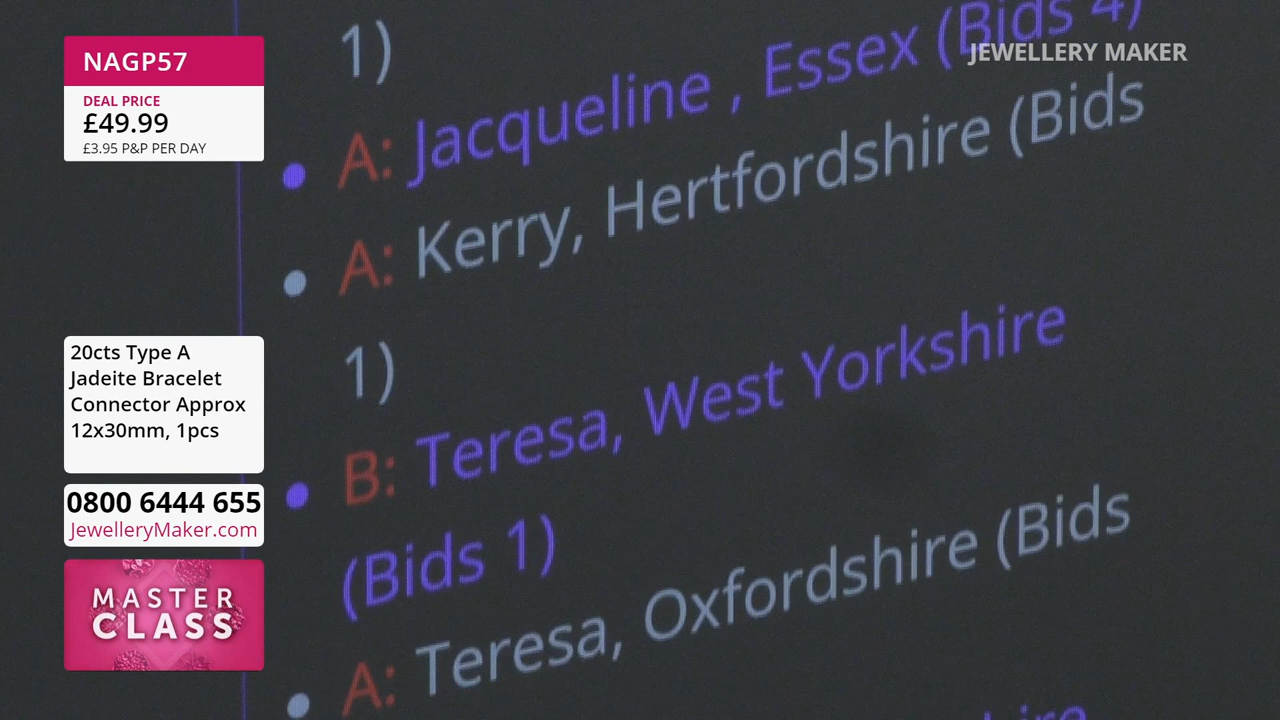 NAGP57
DEAL PRICE
£49.99
£3.95 P&P PER DAY
20cts Type A
Jadeite Bracelet
Connector Approx
12x30mm, 1pcs
0800 6444 655
JewelleryMaker.com
MASTER
CLASS
JEWELLERY MAKER
1)
• A: Jacqueline , Essex (Bids 4)
• A: Kerry, Hertfordshire (Bids
1)
• B: Teresa, West Yorkshire
(Bids 1)
• A: Teresa, Oxfordshire (Bids